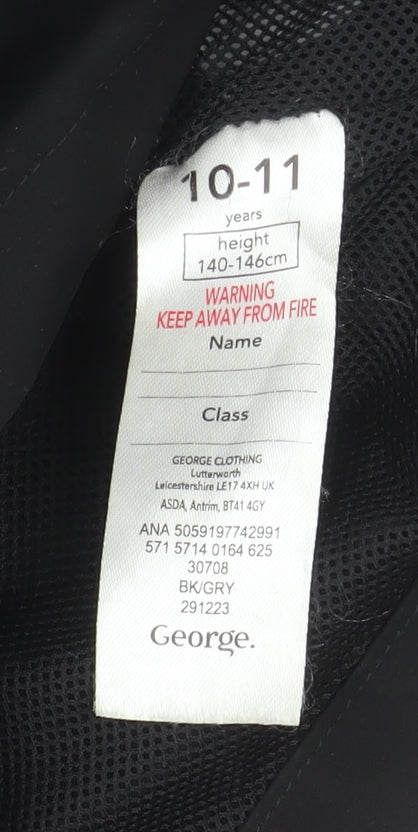 10-11
years
height
140-146cm
WARNING
KEEP AWAY FROM FIRE
Name
Class
GEORGE CLOTHING
Lutterworth
Leicestershire LE17 4XH UK
ASDA, Antrim, BT41 4GY
ANA 5059197742991
571 5714 0164 625
30708
BK/GRY
291223
George.